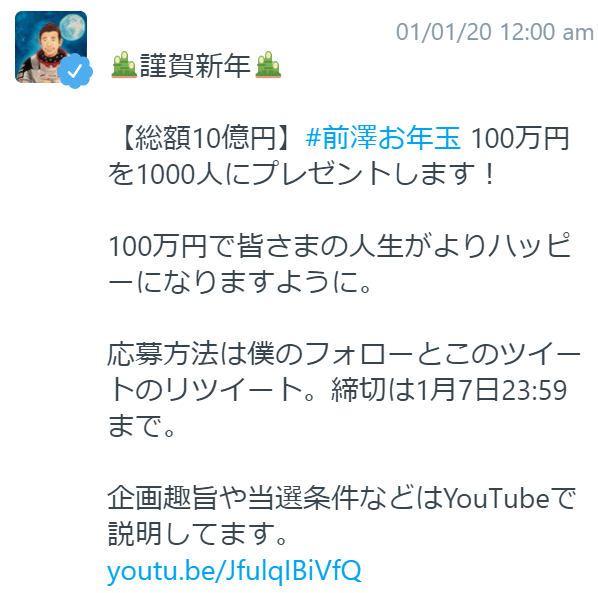 01/01/20 12:00 am
🎍謹賀新年🎍
【総額10億円】#前澤お年玉 100万円
を1000人にプレゼントします！
100万円で皆さまの人生がよりハッピ
ーになりますように。
応募方法は僕のフォローとこのツイー
トのリツイート。締切は1月7日23:59
まで。
企画趣旨や当選条件などはYouTubeで
説明してます。
youtu.be/JfulqIBiVfQ